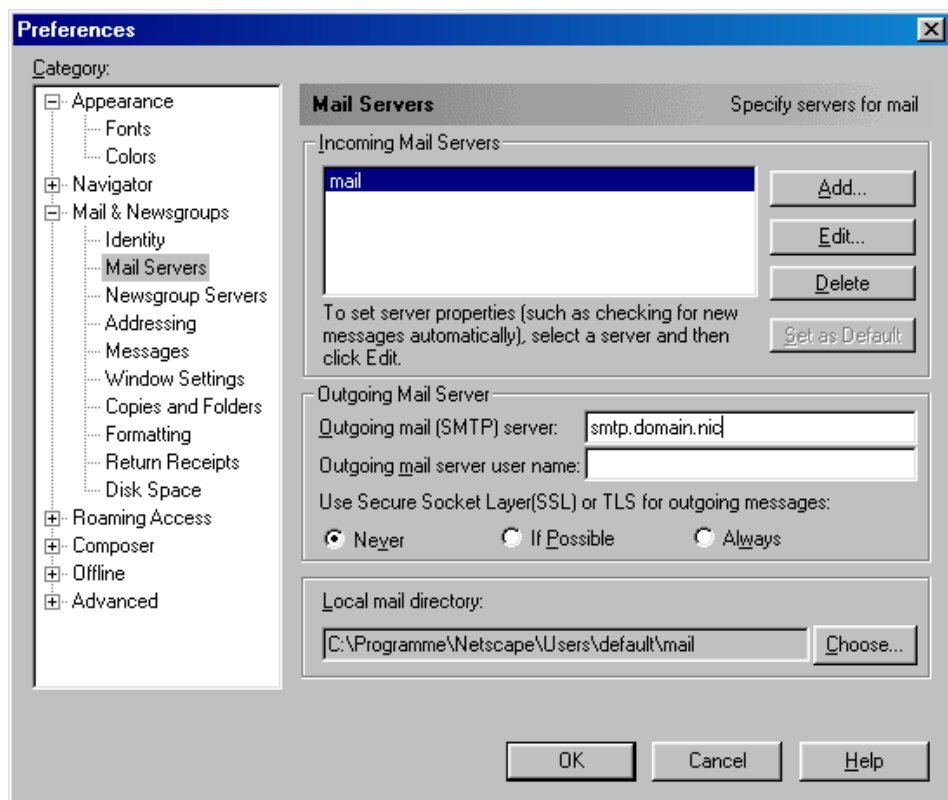 Preferences
Category:
Appearance
Fonts
Colors
Navigator
Mail & Newsgroups
Identity
Mail Servers
Newsgroup Servers
Addressing
Messages
Window Settings
Copies and Folders
Formatting
Return Receipts
Disk Space
Roaming Access
Composer
Offline
Advanced
Mail Servers Specify servers for mail
Incoming Mail Servers
mail
Add...
Edit...
Delete
To set server properties (such as checking for new
messages automatically), select a server and then
click Edit.
Set as Default
Outgoing Mail Server
Outgoing mail (SMTP) server: smtp.domain.nic
Outgoing mail server user name:
Use Secure Socket Layer(SSL) or TLS for outgoing messages:
Never If Possible Always
Local mail directory:
C:\Programme\Netscape\Users\default\mail Choose...
OK Cancel Help